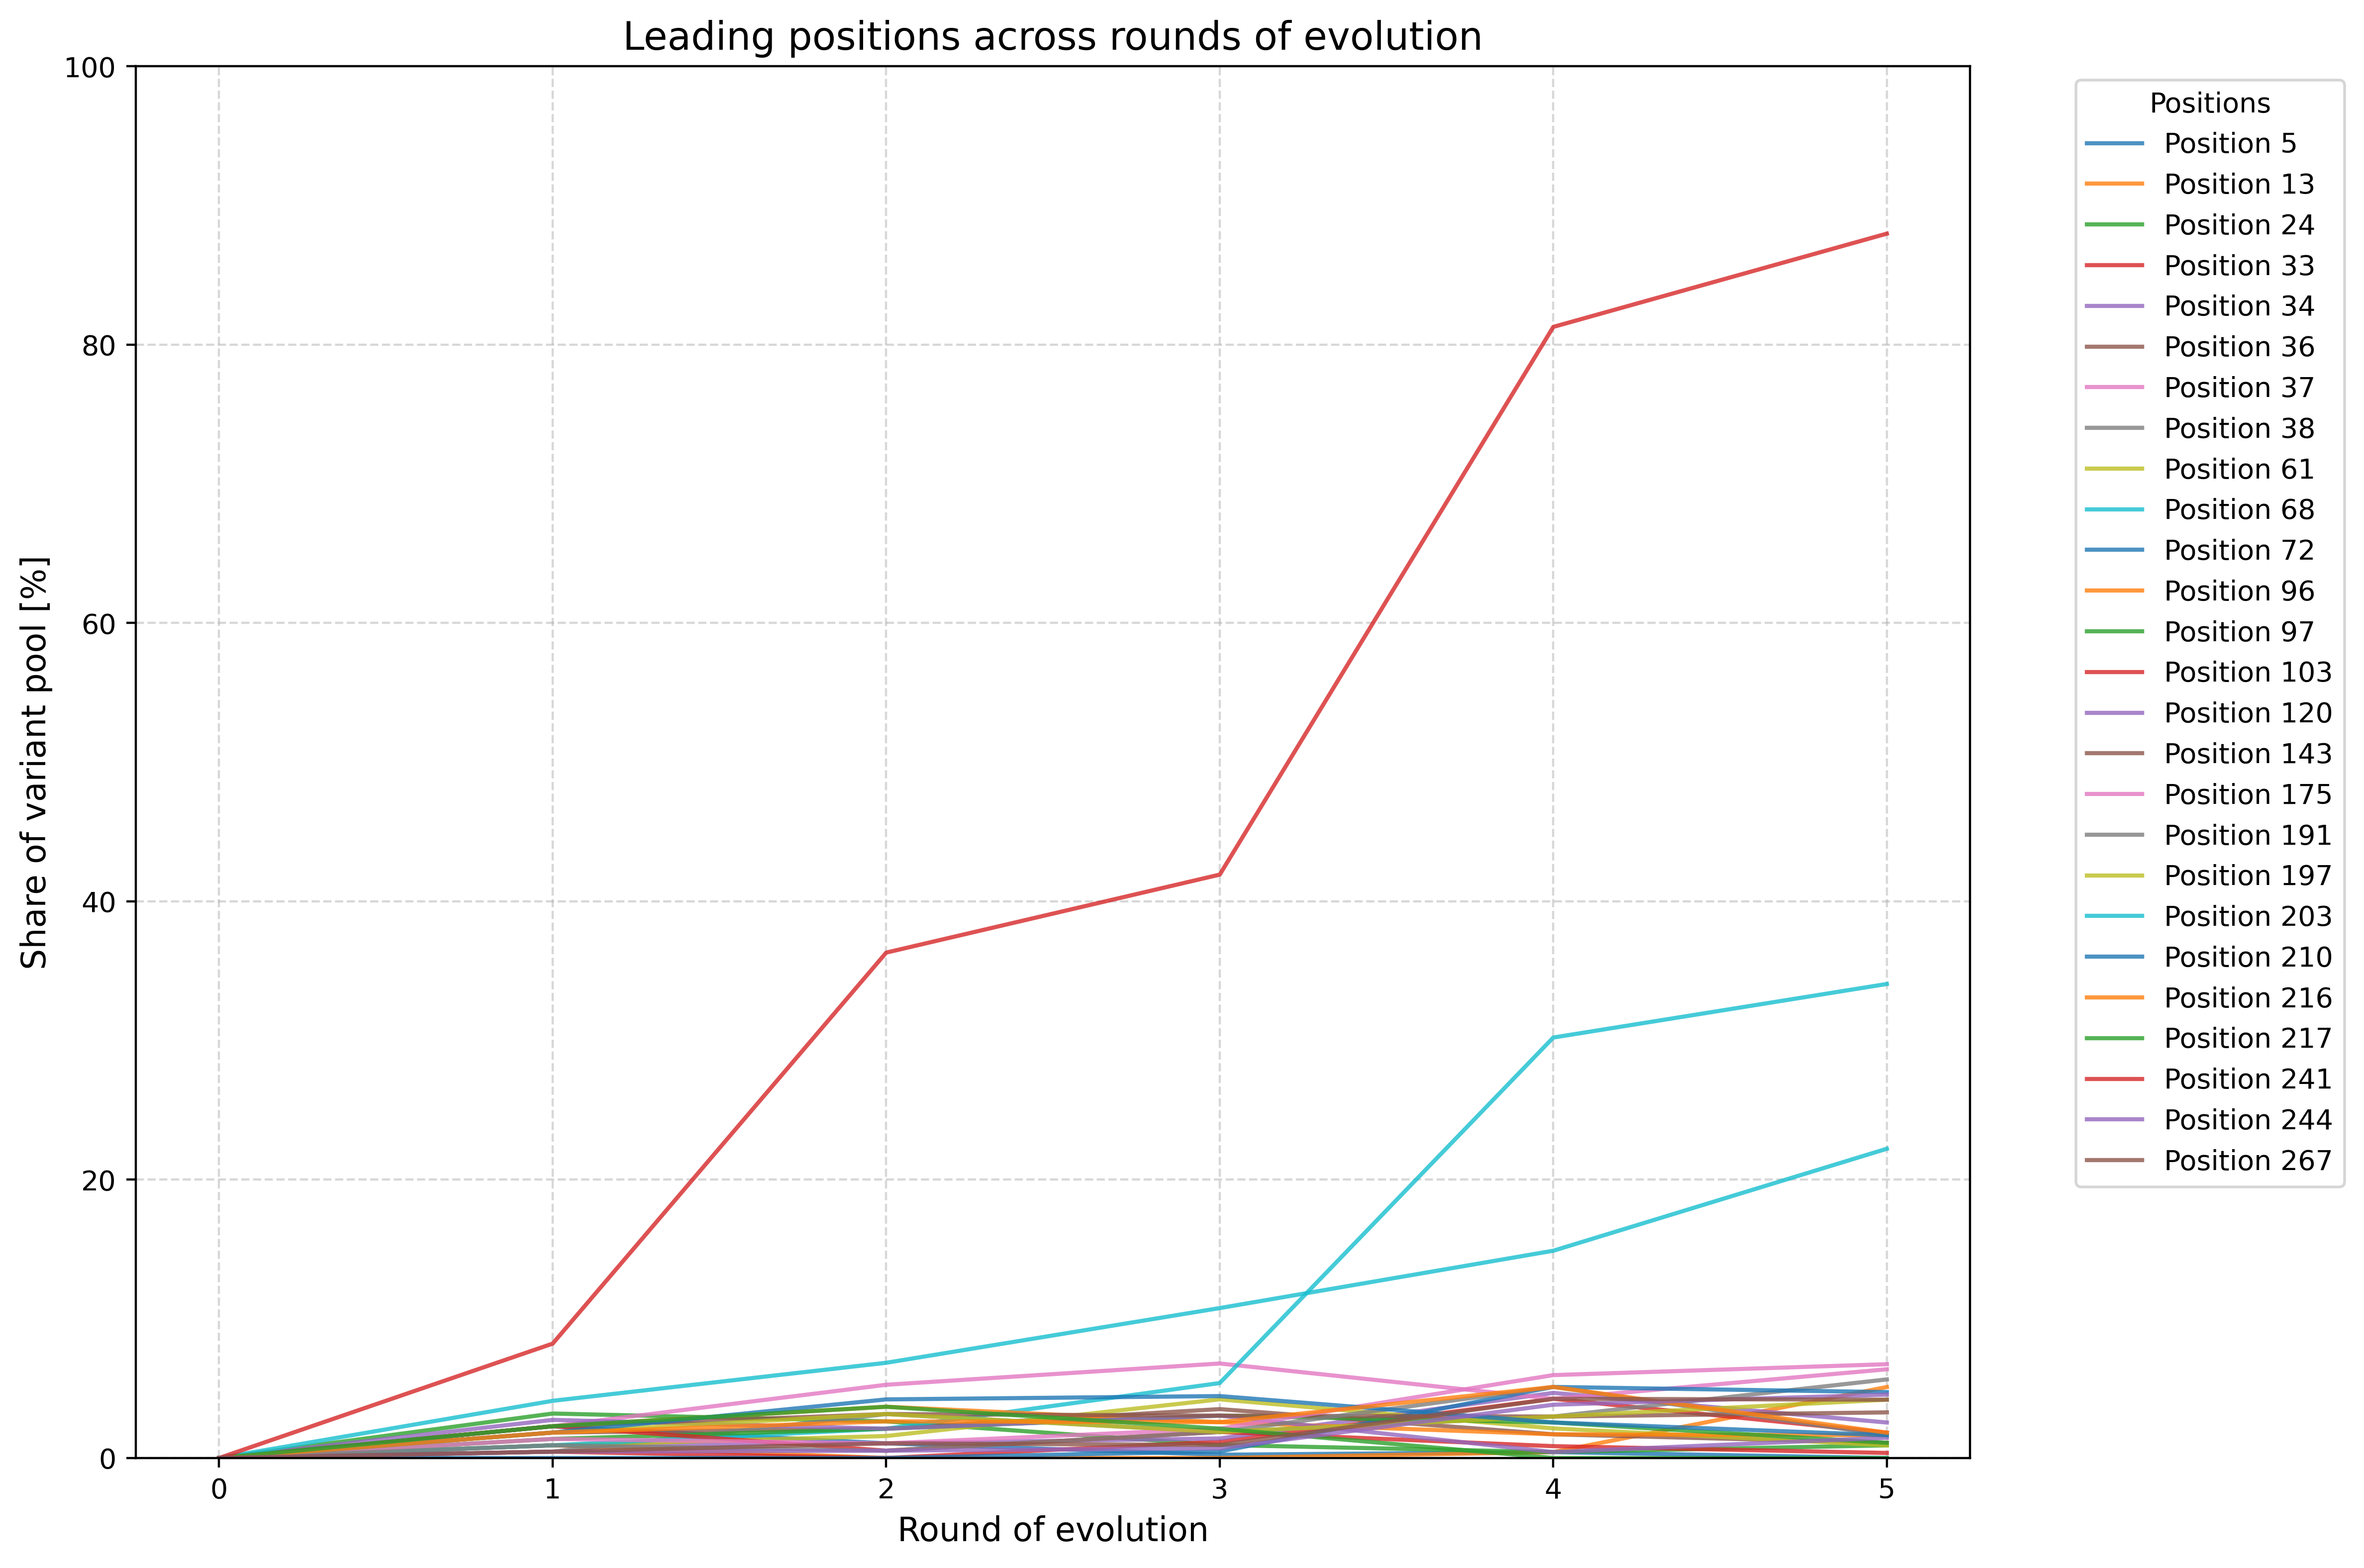 Leading positions across rounds of evolution
100
80
60
40
20
0
Share of variant pool [%]
0 1 2 3 4 5
Round of evolution
Positions
Position 5
Position 13
Position 24
Position 33
Position 34
Position 36
Position 37
Position 38
Position 61
Position 68
Position 72
Position 96
Position 97
Position 103
Position 120
Position 143
Position 175
Position 191
Position 197
Position 203
Position 210
Position 216
Position 217
Position 241
Position 244
Position 267